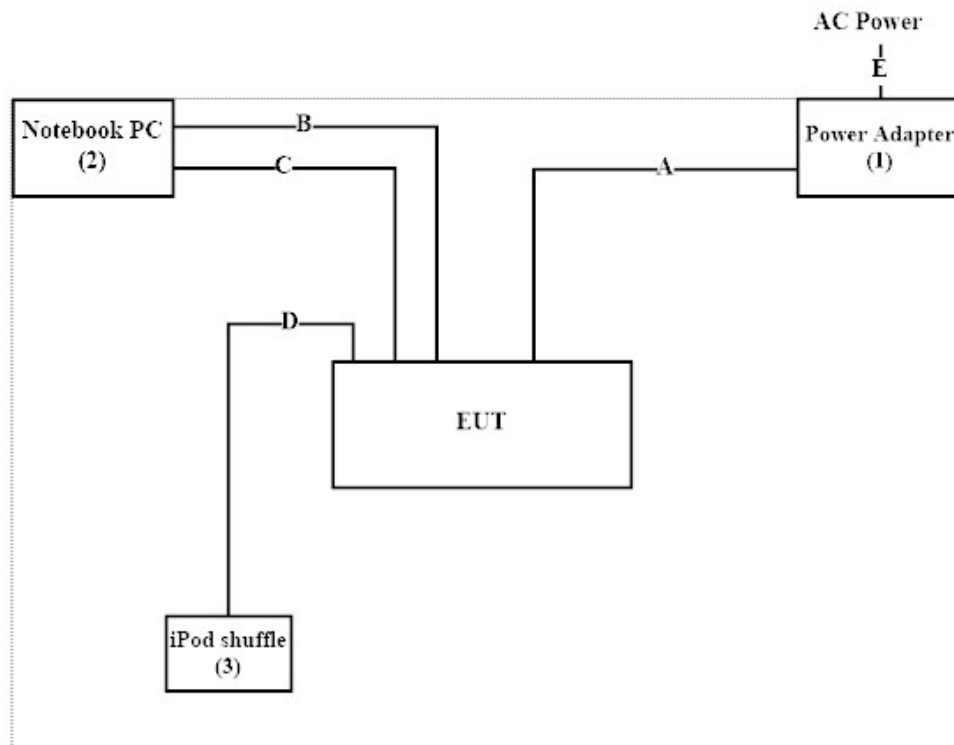 AC Power
E
Notebook PC
(2)
B
C
A
Power Adapter
(1)
D
EUT
iPod shuffle
(3)